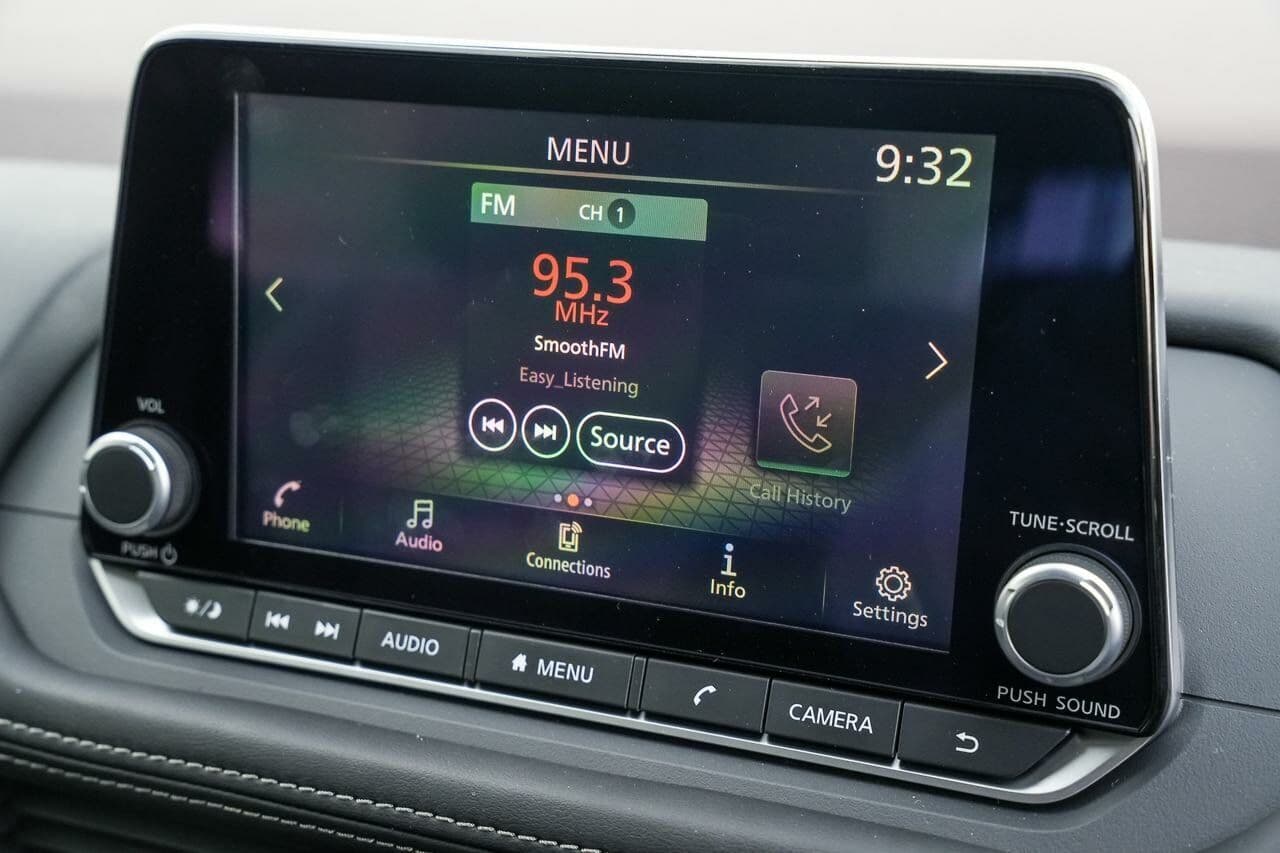 MENU
9:32
FM CH 1
95.3
MHz
SmoothFM
Easy_Listening
Source
Call History
Phone
Audio
Connections
Info
Settings
VOL
PUSH
TUNE·SCROLL
PUSH SOUND
AUDIO
MENU
CAMERA